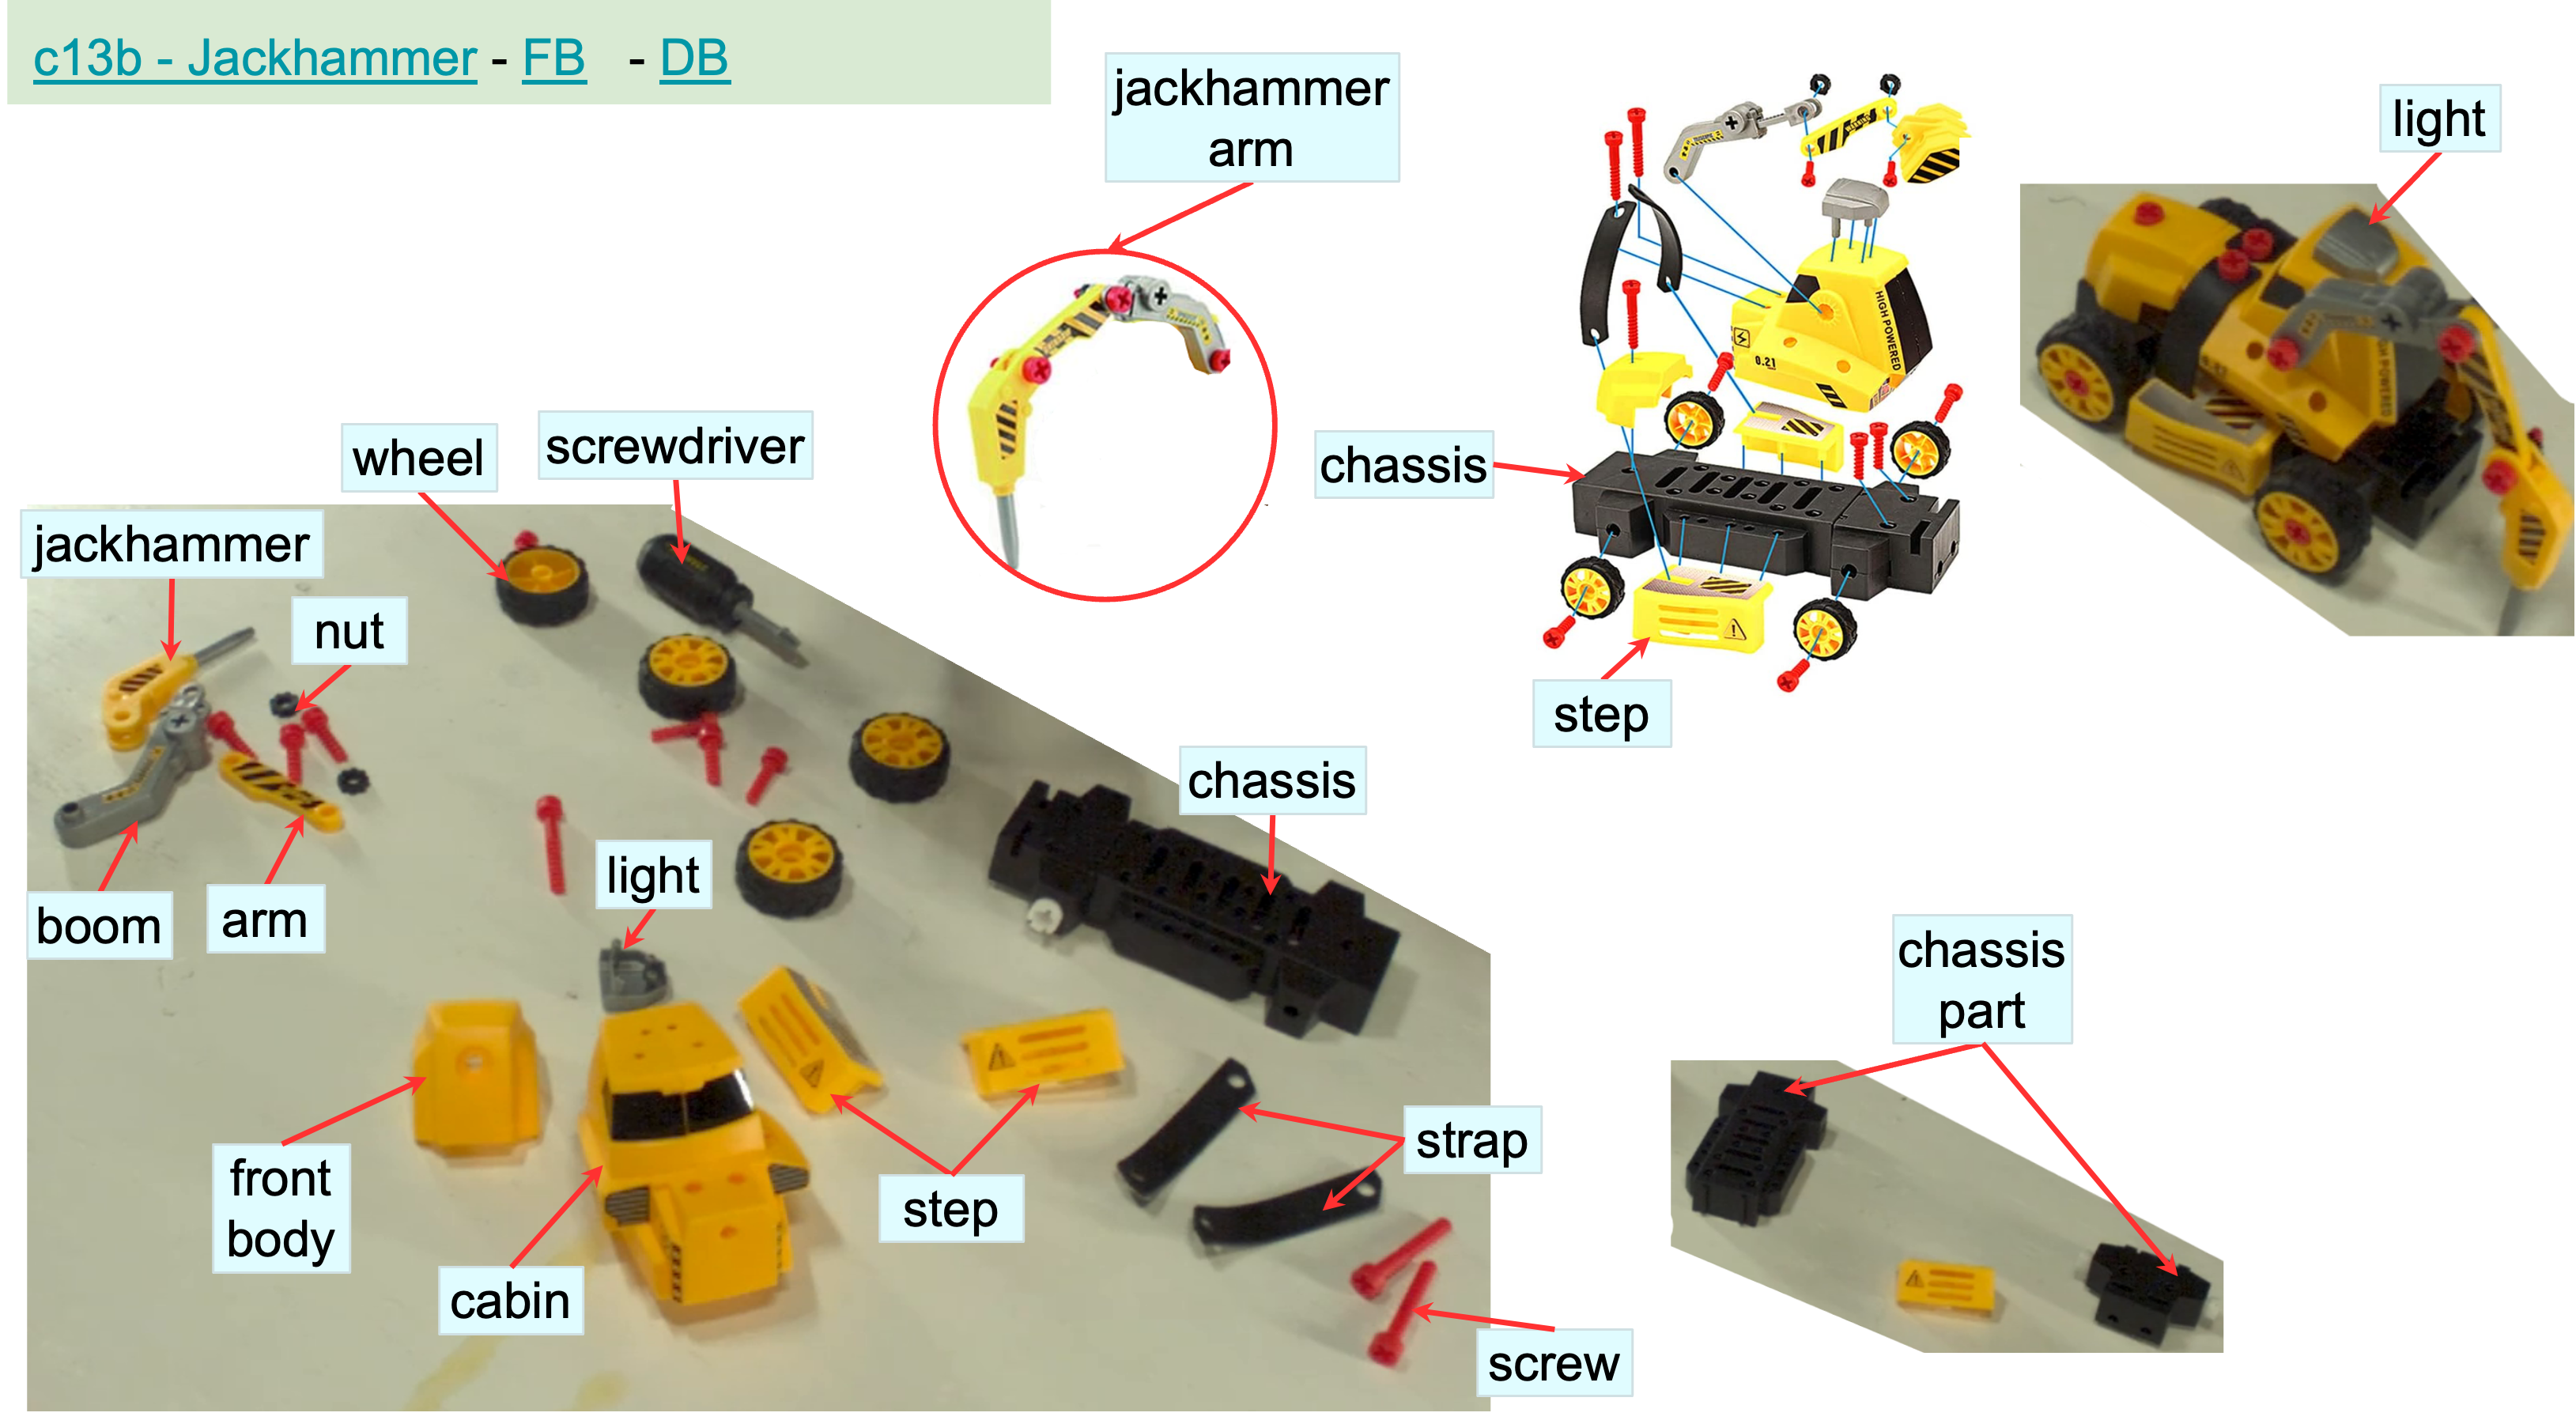 c13b - Jackhammer - FB - DB
jackhammer
arm
light
wheel
screwdriver
chassis
jackhammer
nut
step
chassis
light
boom
arm
chassis
part
strap
front
body
step
cabin
screw
HIGH POWERED
0.21